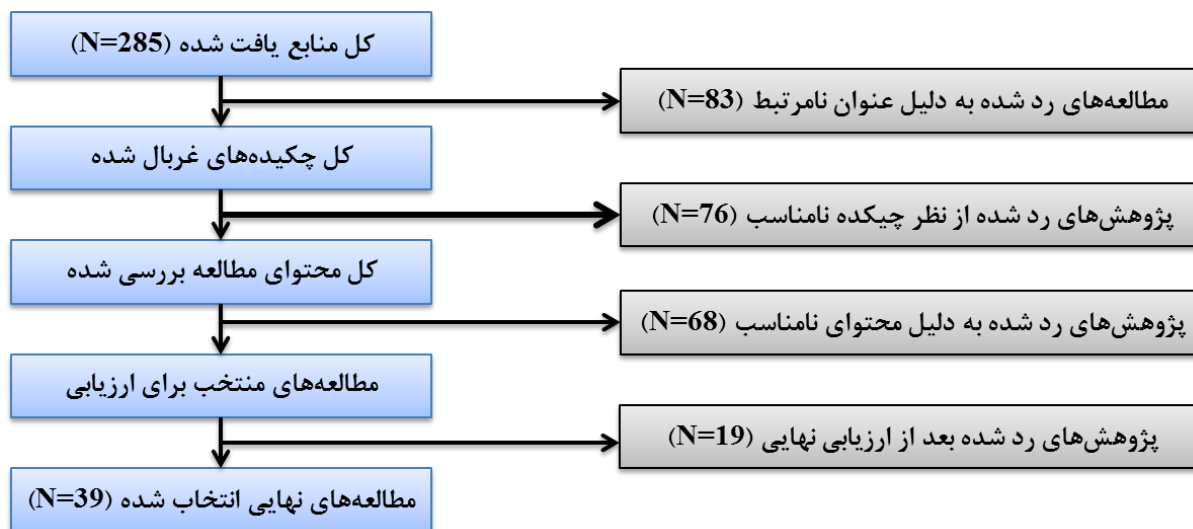 کل منابع یافت شده (N=285)
مطالعه‌های رد شده به دلیل عنوان نامرتبط (N=83)
کل چکیده‌های غربال شده
پژوهش‌های رد شده از نظر چیکده نامناسب (N=76)
کل محتوای مطالعه بررسی شده
پژوهش‌های رد شده به دلیل محتوای نامناسب (N=68)
مطالعه‌های منتخب برای ارزیابی
پژوهش‌های رد شده بعد از ارزیابی نهایی (N=19)
مطالعه‌های نهایی انتخاب شده (N=39)